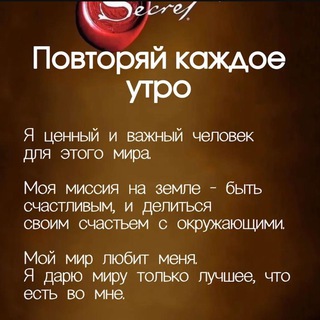 Secret
Повторяй каждое
утро
Я ценный и важный человек
для этого мира.
Моя миссия на земле - быть
счастливым, и делиться
своим счастьем с окружающими.
Мой мир любит меня.
Я дарю миру только лучшее, что
есть во мне.